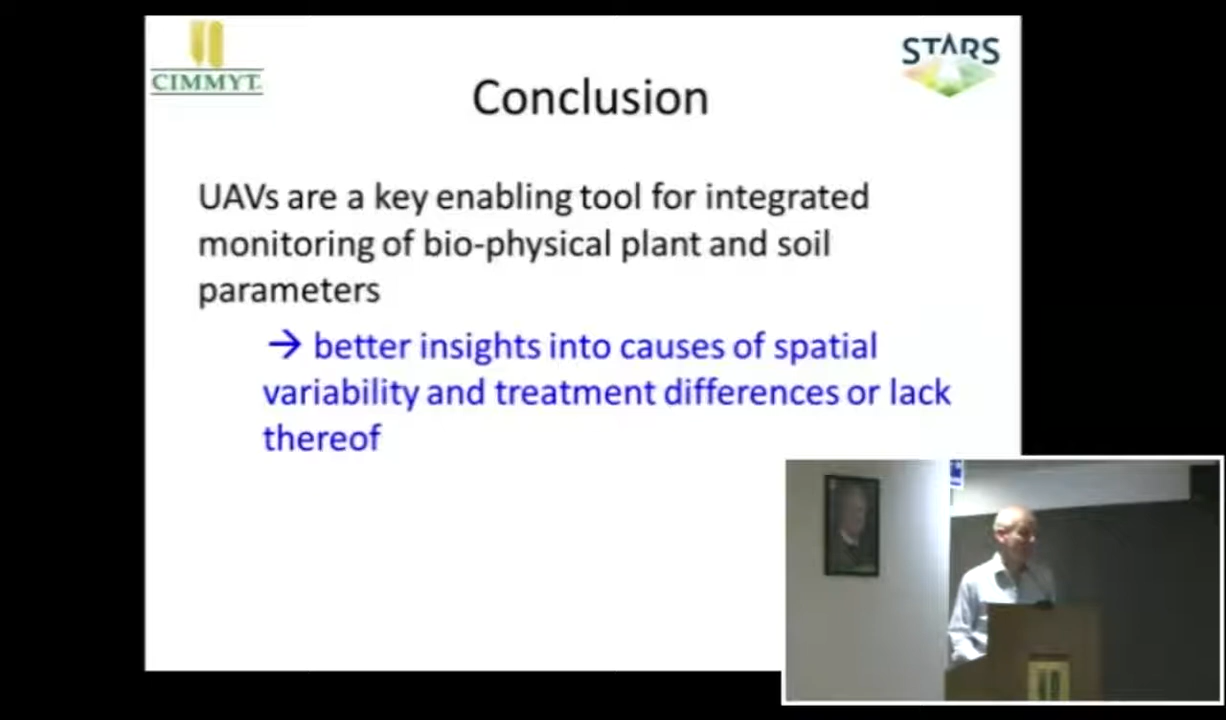 CIMMYT
STARS
Conclusion
UAVs are a key enabling tool for integrated
monitoring of bio-physical plant and soil
parameters
→ better insights into causes of spatial
variability and treatment differences or lack
thereof